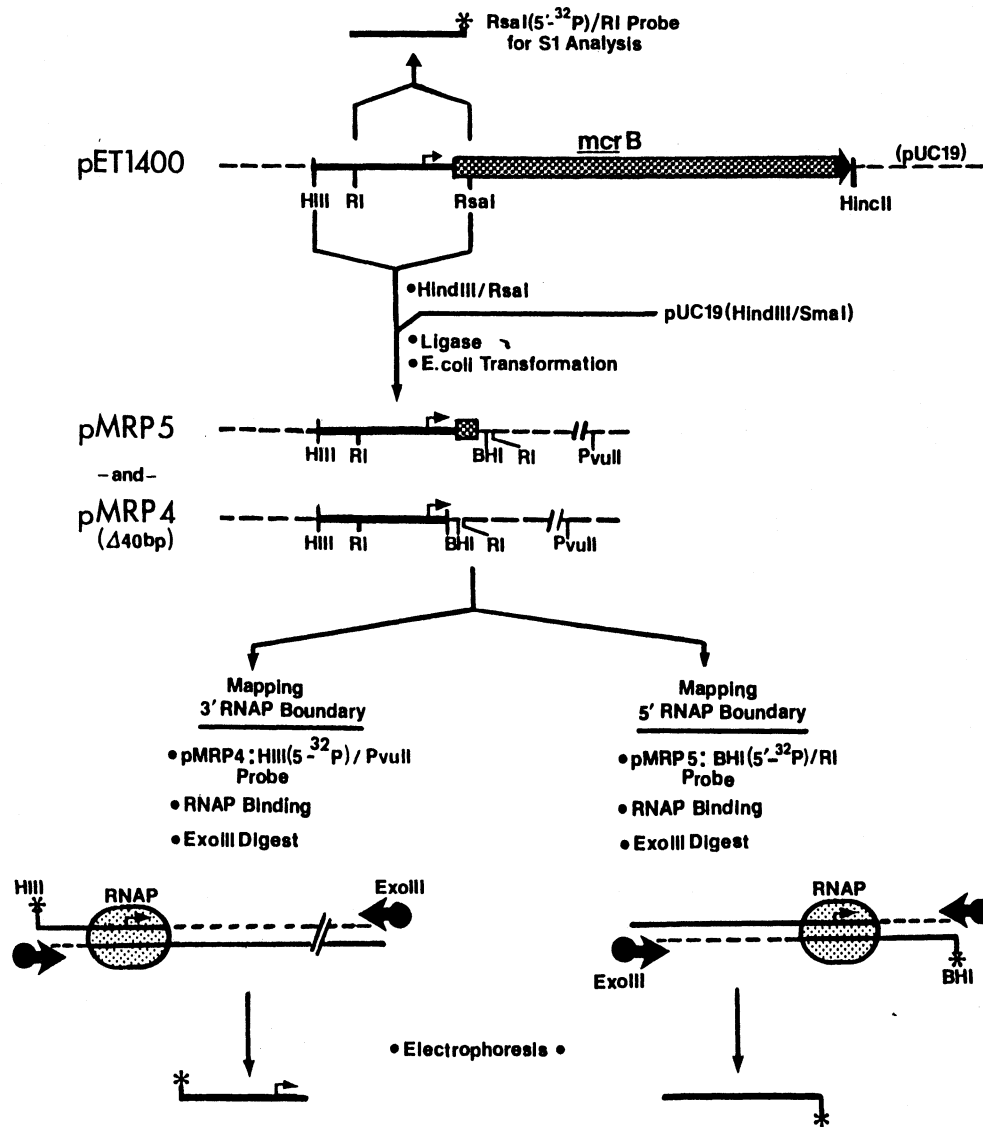 RsaI(5'-32P)/RI Probe
for S1 Analysis
pET1400
mcrB
(pUC19)
HIII
RI
RsaI
HincII
•HindIII/RsaI
pUC19(HindIII/SmaI)
•Ligase
•E.coli Transformation
pMRP5
HIII
RI
BHI
RI
PvuII
-and-
pMRP4
(Δ40bp)
HIII
RI
BHI
RI
PvuII
Mapping
3' RNAP Boundary
•pMRP4:HIII(5-32P)/PvuII
Probe
•RNAP Binding
•ExoIII Digest
Mapping
5' RNAP Boundary
•pMRP5: BHI(5'-32P)/RI
Probe
•RNAP Binding
•ExoIII Digest
HIII
RNAP
ExoIII
RNAP
ExoIII
BHI
•Electrophoresis•